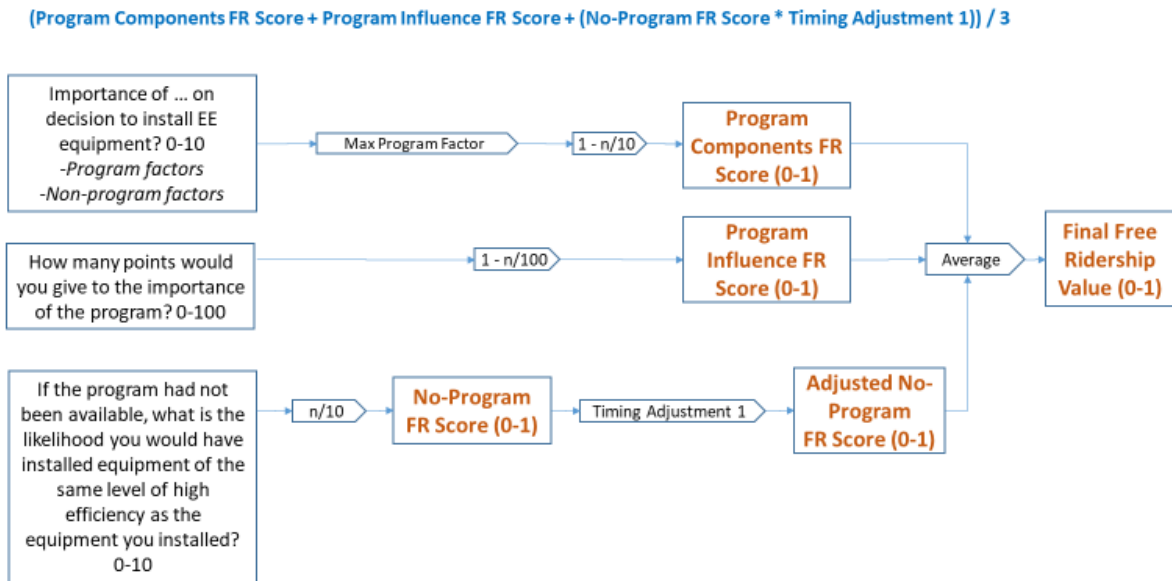 (Program Components FR Score + Program Influence FR Score + (No-Program FR Score * Timing Adjustment 1)) / 3
Importance of ... on
decision to install EE
equipment? 0-10
-Program factors
-Non-program factors
Max Program Factor
1 - n/10
Program
Components FR
Score (0-1)
How many points would
you give to the importance
of the program? 0-100
1 - n/100
Program
Influence FR
Score (0-1)
Average
Final Free
Ridership
Value (0-1)
If the program had not
been available, what is the
likelihood you would have
installed equipment of the
same level of high
efficiency as the
equipment you installed?
0-10
n/10
No-Program
FR Score (0-1)
Timing Adjustment 1
Adjusted No-
Program
FR Score (0-1)